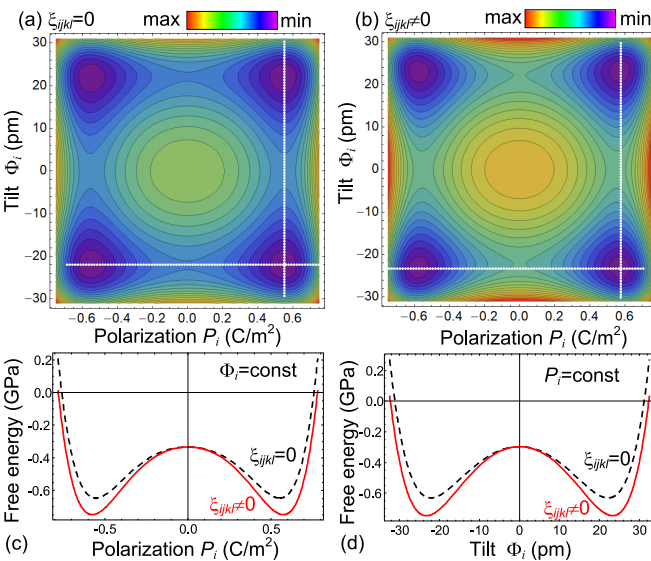 (a) ξijkl=0 max min
(b) ξijkl≠0 max min
Tilt Φi (pm)
30
20
10
0
−10
−20
−30
−0.6 −0.4 −0.2 0.0 0.2 0.4 0.6
Polarization Pi (C/m²)
30
20
10
0
−10
−20
−30
−0.6 −0.4 −0.2 0.0 0.2 0.4 0.6
Polarization Pi (C/m²)
Free energy (GPa)
0.2
0.0
-0.2
-0.4
-0.6
Φi=const
ξijkl=0
ξijkl≠0
-0.5 0.0 0.5
(c) Polarization Pi (C/m²)
Free energy (GPa)
0.2
0.0
-0.2
-0.4
-0.6
Pi=const
ξijkl=0
ξijkl≠0
-30 -20 -10 0 10 20 30
(d) Tilt Φi (pm)